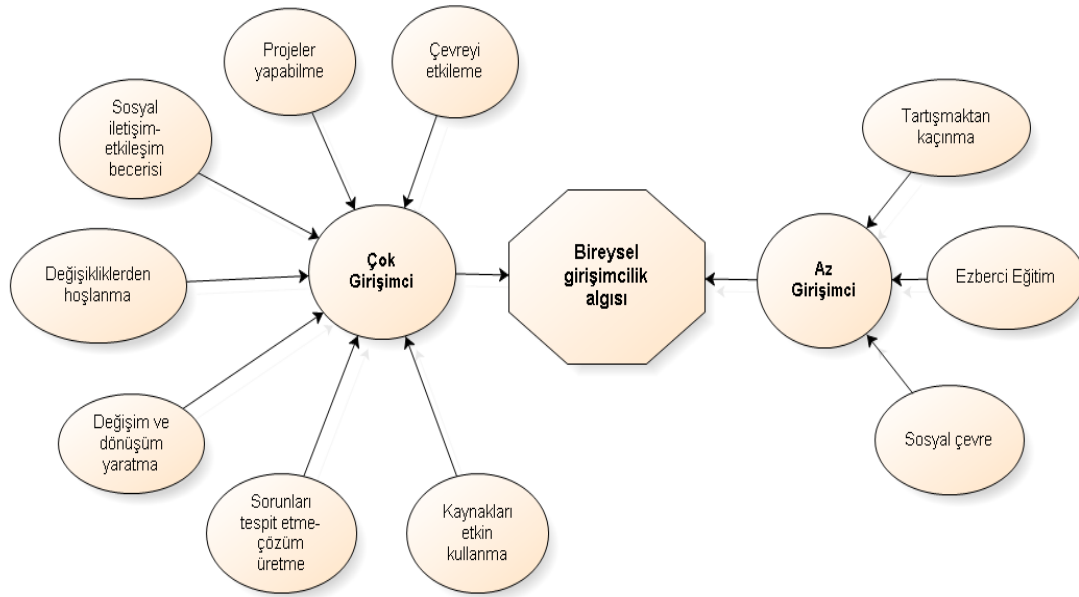 Projeler
yapabilme
Çevreyi
etkileme
Sosyal
iletişim-
etkileşim
becerisi
Tartışmaktan
kaçınma
Değişikliklerden
hoşlanma
Çok
Girişimci
Bireysel
girişimcilik
algısı
Az
Girişimci
Ezberci Eğitim
Değişim ve
dönüşüm
yaratma
Sosyal çevre
Sorunları
tespit etme-
çözüm
üretme
Kaynakları
etkin
kullanma